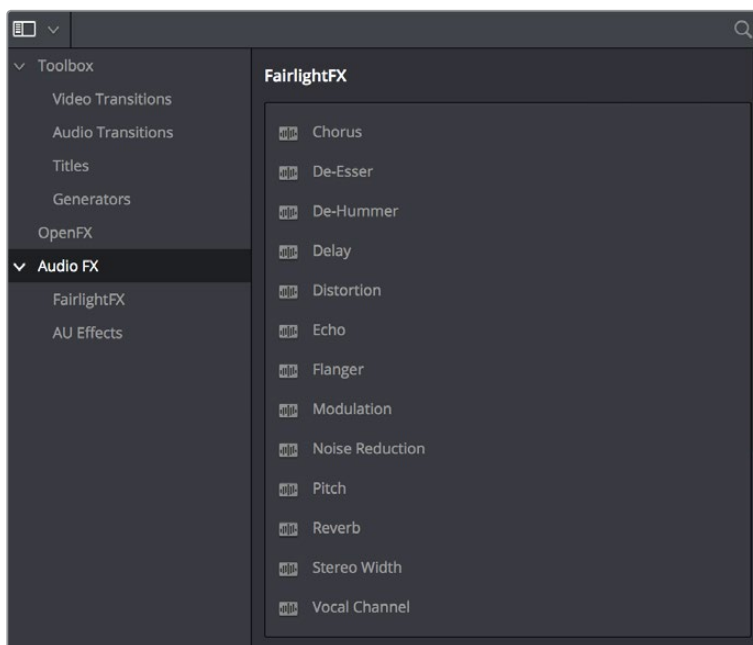 Toolbox
Video Transitions
Audio Transitions
Titles
Generators
OpenFX
Audio FX
FairlightFX
AU Effects
FairlightFX
Chorus
De-Esser
De-Hummer
Delay
Distortion
Echo
Flanger
Modulation
Noise Reduction
Pitch
Reverb
Stereo Width
Vocal Channel